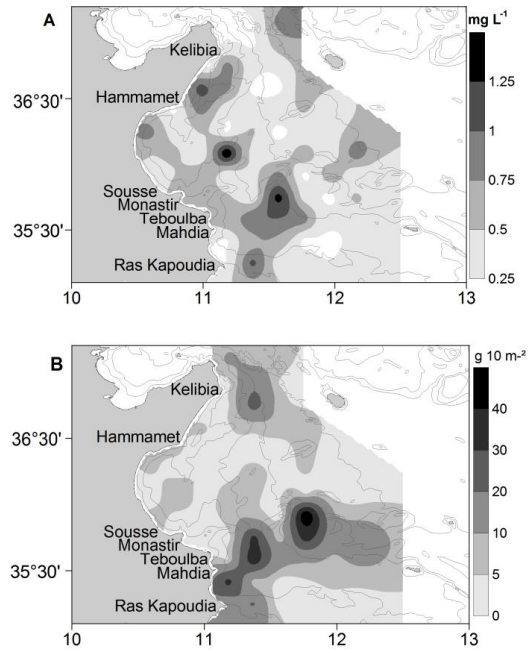 A
mg L⁻¹
Kelibia
1.25
36°30'
Hammamet
1
0.75
Sousse
Monastir
Teboulba
35°30'
Mahdia
0.5
Ras Kapoudia
0.25
10
11
12
13
B
g 10 m-²
Kelibia
40
36°30'
30
Hammamet
20
Sousse
Monastir
10
Teboulba
35°30'
Mahdia
5
Ras Kapoudia
0
10
11
12
13